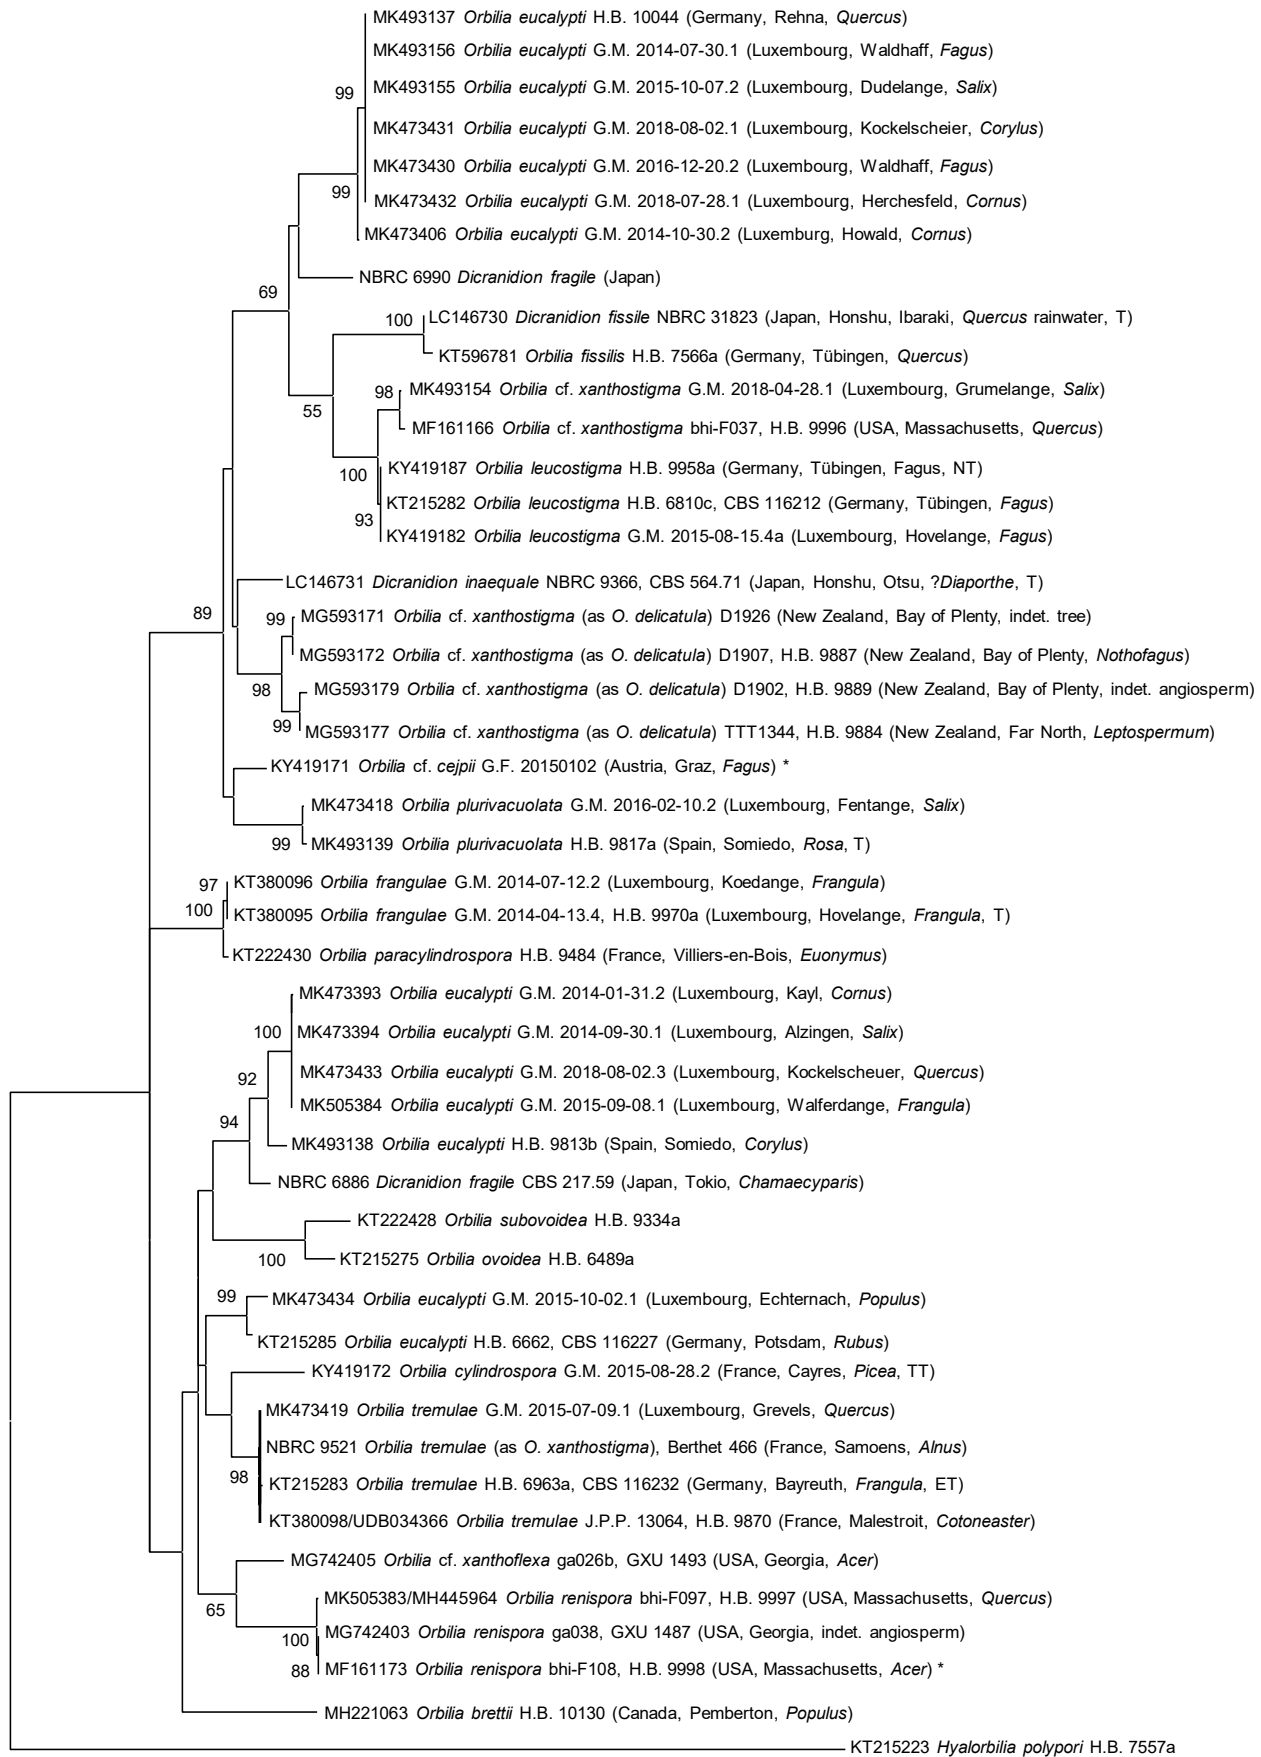 MK493137 Orbilia eucalypti H.B. 10044 (Germany, Rehna, Quercus)
MK493156 Orbilia eucalypti G.M. 2014-07-30.1 (Luxembourg, Waldhaff, Fagus)
MK493155 Orbilia eucalypti G.M. 2015-10-07.2 (Luxembourg, Dudelange, Salix)
99
MK473431 Orbilia eucalypti G.M. 2018-08-02.1 (Luxembourg, Kockelscheier, Corylus)
MK473430 Orbilia eucalypti G.M. 2016-12-20.2 (Luxembourg, Waldhaff, Fagus)
99
MK473432 Orbilia eucalypti G.M. 2018-07-28.1 (Luxembourg, Herchesfeld, Cornus)
MK473406 Orbilia eucalypti G.M. 2014-10-30.2 (Luxemburg, Howald, Cornus)
NBRC 6990 Dicranidion fragile (Japan)
69
100 LC146730 Dicranidion fissile NBRC 31823 (Japan, Honshu, Ibaraki, Quercus rainwater, T)
KT596781 Orbilia fissilis H.B. 7566a (Germany, Tübingen, Quercus)
98 MK493154 Orbilia cf. xanthostigma G.M. 2018-04-28.1 (Luxembourg, Grumelange, Salix)
55
MF161166 Orbilia cf. xanthostigma bhi-F037, H.B. 9996 (USA, Massachusetts, Quercus)
100 KY419187 Orbilia leucostigma H.B. 9958a (Germany, Tübingen, Fagus, NT)
KT215282 Orbilia leucostigma H.B. 6810c, CBS 116212 (Germany, Tübingen, Fagus)
93
KY419182 Orbilia leucostigma G.M. 2015-08-15.4a (Luxembourg, Hovelange, Fagus)
LC146731 Dicranidion inaequale NBRC 9366, CBS 564.71 (Japan, Honshu, Otsu, ?Diaporthe, T)
89
99 MG593171 Orbilia cf. xanthostigma (as O. delicatula) D1926 (New Zealand, Bay of Plenty, indet. tree)
MG593172 Orbilia cf. xanthostigma (as O. delicatula) D1907, H.B. 9887 (New Zealand, Bay of Plenty, Nothofagus)
98 MG593179 Orbilia cf. xanthostigma (as O. delicatula) D1902, H.B. 9889 (New Zealand, Bay of Plenty, indet. angiosperm)
99 MG593177 Orbilia cf. xanthostigma (as O. delicatula) TTT1344, H.B. 9884 (New Zealand, Far North, Leptospermum)
KY419171 Orbilia cf. cejpii G.F. 20150102 (Austria, Graz, Fagus) *
MK473418 Orbilia plurivacuolata G.M. 2016-02-10.2 (Luxembourg, Fentange, Salix)
99 MK493139 Orbilia plurivacuolata H.B. 9817a (Spain, Somiedo, Rosa, T)
97 KT380096 Orbilia frangulae G.M. 2014-07-12.2 (Luxembourg, Koedange, Frangula)
100 KT380095 Orbilia frangulae G.M. 2014-04-13.4, H.B. 9970a (Luxembourg, Hovelange, Frangula, T)
KT222430 Orbilia paracylindrospora H.B. 9484 (France, Villiers-en-Bois, Euonymus)
MK473393 Orbilia eucalypti G.M. 2014-01-31.2 (Luxembourg, Kayl, Cornus)
100 MK473394 Orbilia eucalypti G.M. 2014-09-30.1 (Luxembourg, Alzingen, Salix)
92 MK473433 Orbilia eucalypti G.M. 2018-08-02.3 (Luxembourg, Kockelscheuer, Quercus)
MK505384 Orbilia eucalypti G.M. 2015-09-08.1 (Luxembourg, Walferdange, Frangula)
94
MK493138 Orbilia eucalypti H.B. 9813b (Spain, Somiedo, Corylus)
NBRC 6886 Dicranidion fragile CBS 217.59 (Japan, Tokio, Chamaecyparis)
KT222428 Orbilia subovoidea H.B. 9334a
100 KT215275 Orbilia ovoidea H.B. 6489a
99 MK473434 Orbilia eucalypti G.M. 2015-10-02.1 (Luxembourg, Echternach, Populus)
KT215285 Orbilia eucalypti H.B. 6662, CBS 116227 (Germany, Potsdam, Rubus)
KY419172 Orbilia cylindrospora G.M. 2015-08-28.2 (France, Cayres, Picea, TT)
MK473419 Orbilia tremulae G.M. 2015-07-09.1 (Luxembourg, Grevels, Quercus)
NBRC 9521 Orbilia tremulae (as O. xanthostigma), Berthet 466 (France, Samoens, Alnus)
98 KT215283 Orbilia tremulae H.B. 6963a, CBS 116232 (Germany, Bayreuth, Frangula, ET)
KT380098/UDB034366 Orbilia tremulae J.P.P. 13064, H.B. 9870 (France, Malestroit, Cotoneaster)
MG742405 Orbilia cf. xanthoflexa ga026b, GXU 1493 (USA, Georgia, Acer)
MK505383/MH445964 Orbilia renispora bhi-F097, H.B. 9997 (USA, Massachusetts, Quercus)
65
100 MG742403 Orbilia renispora ga038, GXU 1487 (USA, Georgia, indet. angiosperm)
88 MF161173 Orbilia renispora bhi-F108, H.B. 9998 (USA, Massachusetts, Acer) *
MH221063 Orbilia brettii H.B. 10130 (Canada, Pemberton, Populus)
KT215223 Hyalorbilia polypori H.B. 7557a